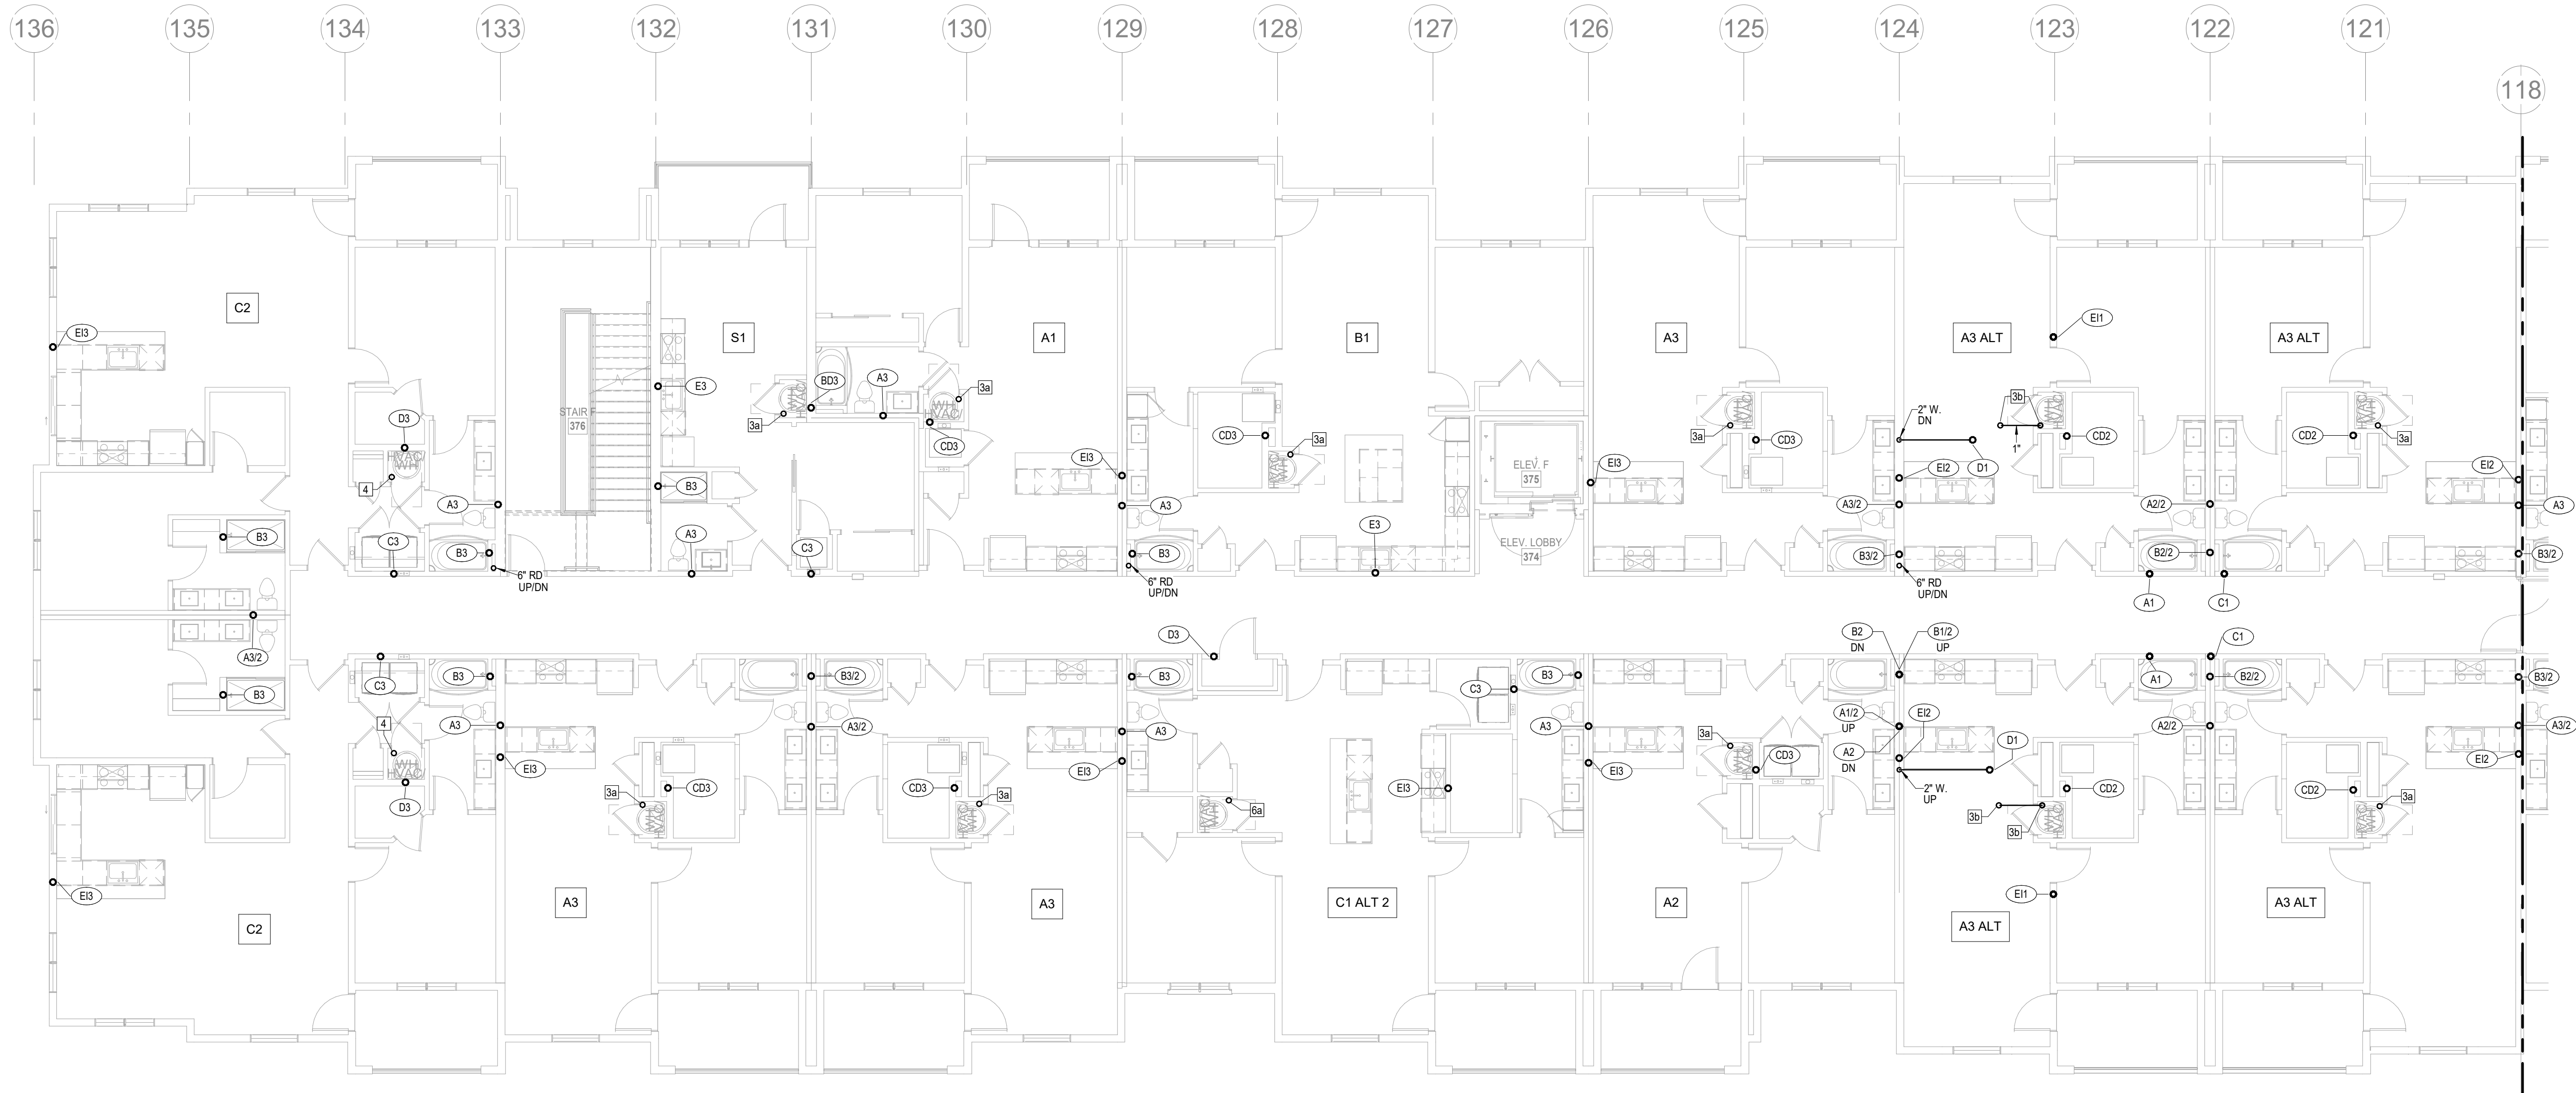 136
135
134
133
132
131
130
129
128
127
126
125
124
123
122
121
118
C2
EI3
D3
HVAC
WH
4
A3
C3
B3
B3
6" RD
UP/DN
STAIR F
376
S1
E3
3a
BD3
A3
B3
A3
C3
3a
WH
HVAC
CD3
A1
EI3
A3
B3
6" RD
UP/DN
CD3
3a
B1
E3
ELEV. F
375
ELEV. LOBBY
374
EI3
A3
3a
CD3
2" W.
DN
D1
EI2
A3/2
B3/2
6" RD
UP/DN
A3 ALT
EI1
3b
1"
CD2
A2/2
B2/2
A1
C1
A3 ALT
CD2
3a
EI2
A3
B3/2
A3/2
B3
C3
B3
4
A3
WH
HVAC
D3
EI3
C2
EI3
A3
3a
CD3
B3/2
A3/2
CD3
3a
A3
D3
B3
A3
EI3
6a
C1 ALT 2
EI3
C3
B3
A3
EI3
3a
CD3
A2
B2
DN
B1/2
UP
A1/2
UP
EI2
A2
DN
D1
2" W.
UP
3b
3b
CD2
EI1
A3 ALT
A1
C1
B2/2
A2/2
CD2
3a
A3 ALT
B3/2
A3/2
EI2